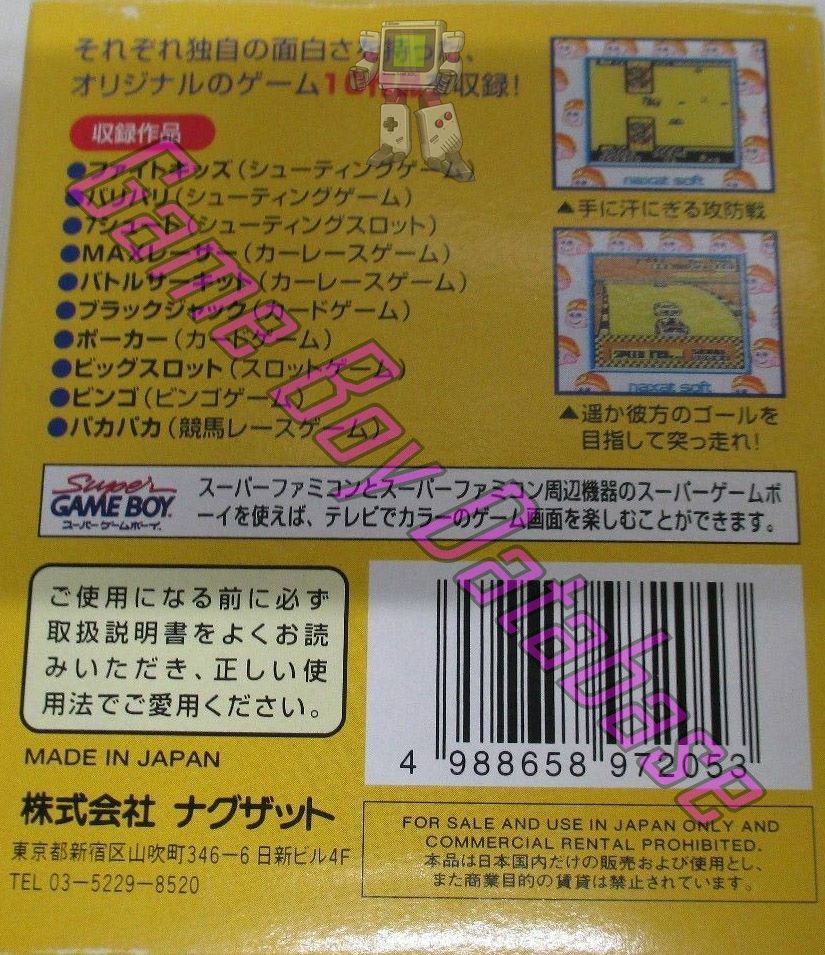 それぞれ独自の面白さを持った、
オリジナルのゲーム10 収録!
収録作品
●ファイトキッズ(シューティングゲーム)
●バリバリ(シューティングゲーム)
●7シュート(シューティングスロット)
●MAXレーサー(カーレースゲーム)
●バトルサーキット(カーレースゲーム)
●ブラックジャック(カードゲーム)
●ポーカー(カードゲーム)
●ビッグスロット(スロットゲーム)
●ビンゴ(ビンゴゲーム)
●パカパカ(競馬レースゲーム)
naxat soft
▲手に汗にぎる攻防戦
naxat soft
▲遥か彼方のゴールを
目指して突っ走れ!
Super
GAME BOY
スーパーゲームボーイ
スーパーファミコンとスーパーファミコン周辺機器のスーパーゲームボ
ーイを使えば、テレビでカラーのゲーム画面を楽しむことができます。
ご使用になる前に必ず
取扱説明書をよくお読
みいただき、正しい使
用法でご愛用ください。
MADE IN JAPAN
株式会社 ナグザット
東京都新宿区山吹町346−6 日新ビル4F
TEL 03−5229−8520
4 988658 972053
FOR SALE AND USE IN JAPAN ONLY AND
COMMERCIAL RENTAL PROHIBITED.
本品は日本国内だけの販売および使用とし、
また商業目的の賃貸は禁止されています。
Game Boy Database